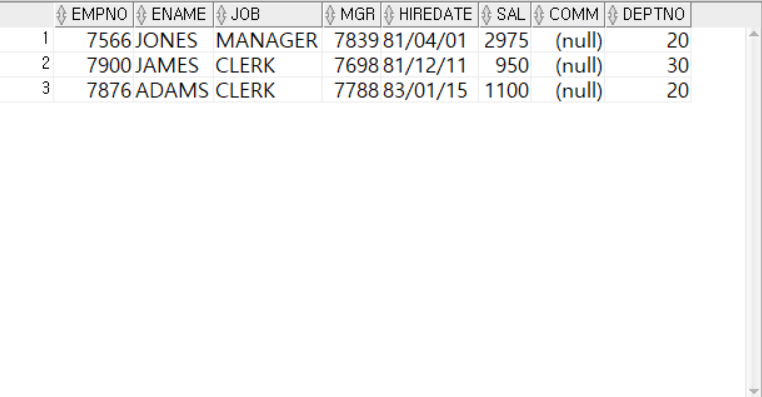 EMPNO ENAME JOB MGR HIREDATE SAL COMM DEPTNO
1 7566 JONES MANAGER 7839 81/04/01 2975 (null) 20
2 7900 JAMES CLERK 7698 81/12/11 950 (null) 30
3 7876 ADAMS CLERK 7788 83/01/15 1100 (null) 20